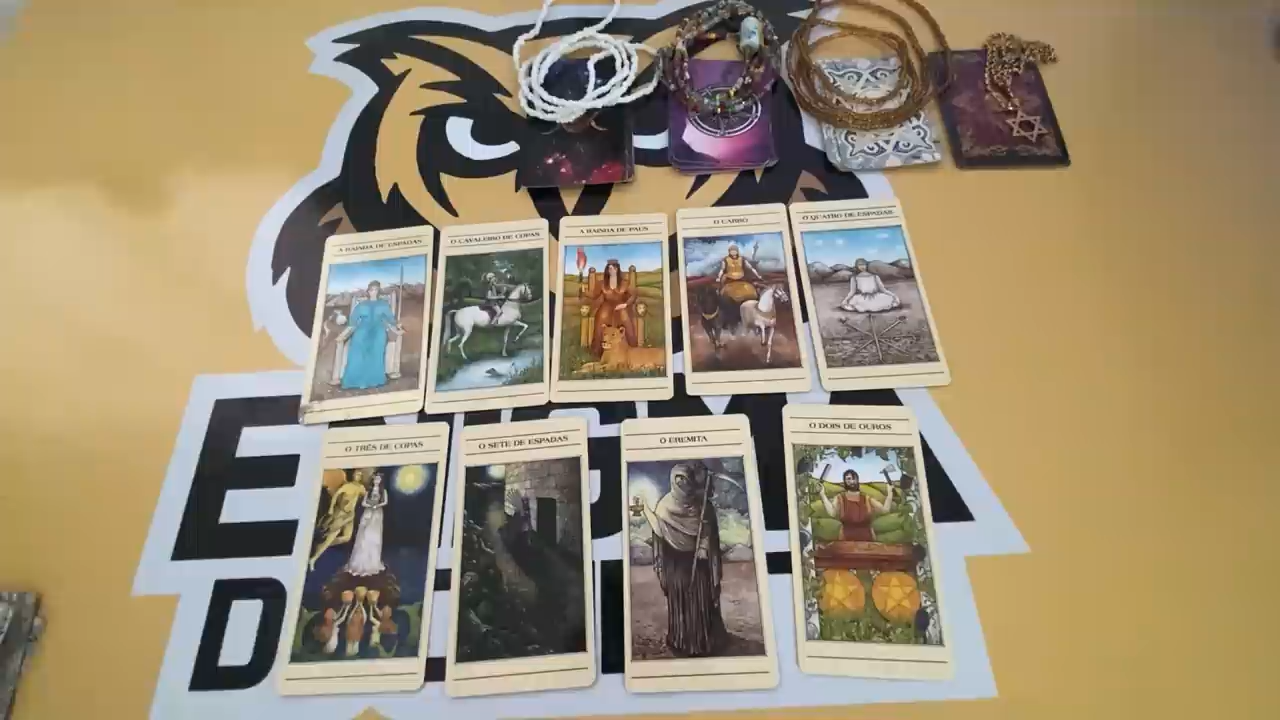 A RAINHA DE ESPADAS
O CAVALEIRO DE COPAS
A RAINHA DE PAUS
O CARRO
O QUATRO DE ESPADAS
O TRÊS DE COPAS
O SETE DE ESPADAS
O EREMITA
O DOIS DE OUROS